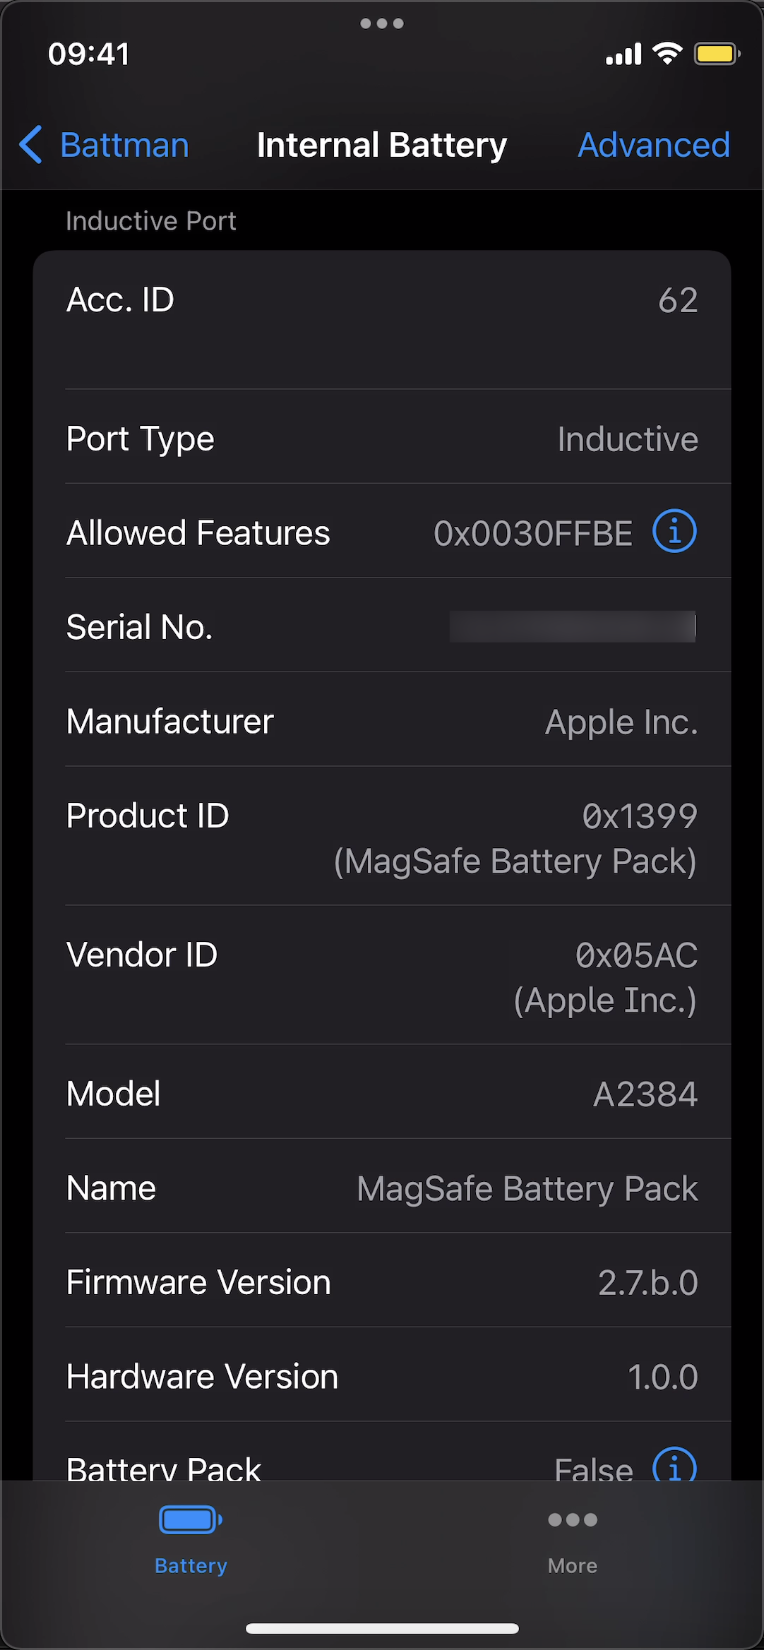 09:41
Battman
Internal Battery
Advanced
Inductive Port
Acc. ID
62
Port Type
Inductive
Allowed Features
0x0030FFBE
Serial No.
Manufacturer
Apple Inc.
Product ID
0x1399
(MagSafe Battery Pack)
Vendor ID
0x05AC
(Apple Inc.)
Model
A2384
Name
MagSafe Battery Pack
Firmware Version
2.7.b.0
Hardware Version
1.0.0
Battery Pack
False
Battery
More